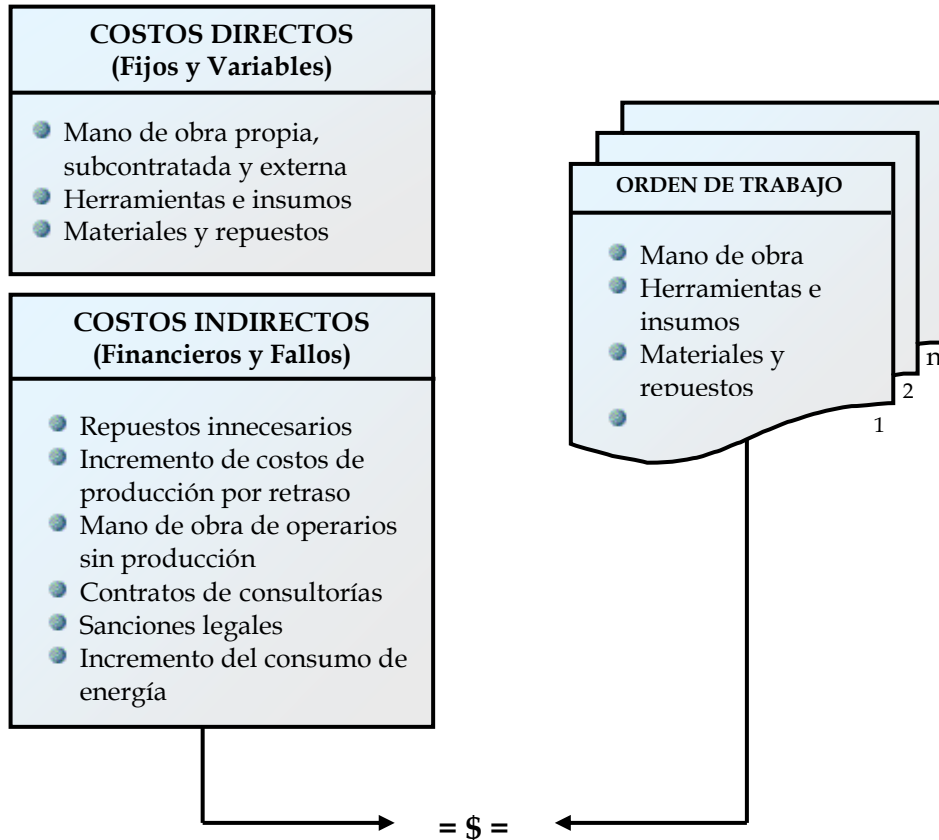 COSTOS DIRECTOS
(Fijos y Variables)
Mano de obra propia,
subcontratada y externa
Herramientas e insumos
Materiales y repuestos
COSTOS INDIRECTOS
(Financieros y Fallos)
Repuestos innecesarios
Incremento de costos de
producción por retraso
Mano de obra de operarios
sin producción
Contratos de consultorías
Sanciones legales
Incremento del consumo de
energía
ORDEN DE TRABAJO
Mano de obra
Herramientas e
insumos
Materiales y
repuestos
1
2
n
= $ =